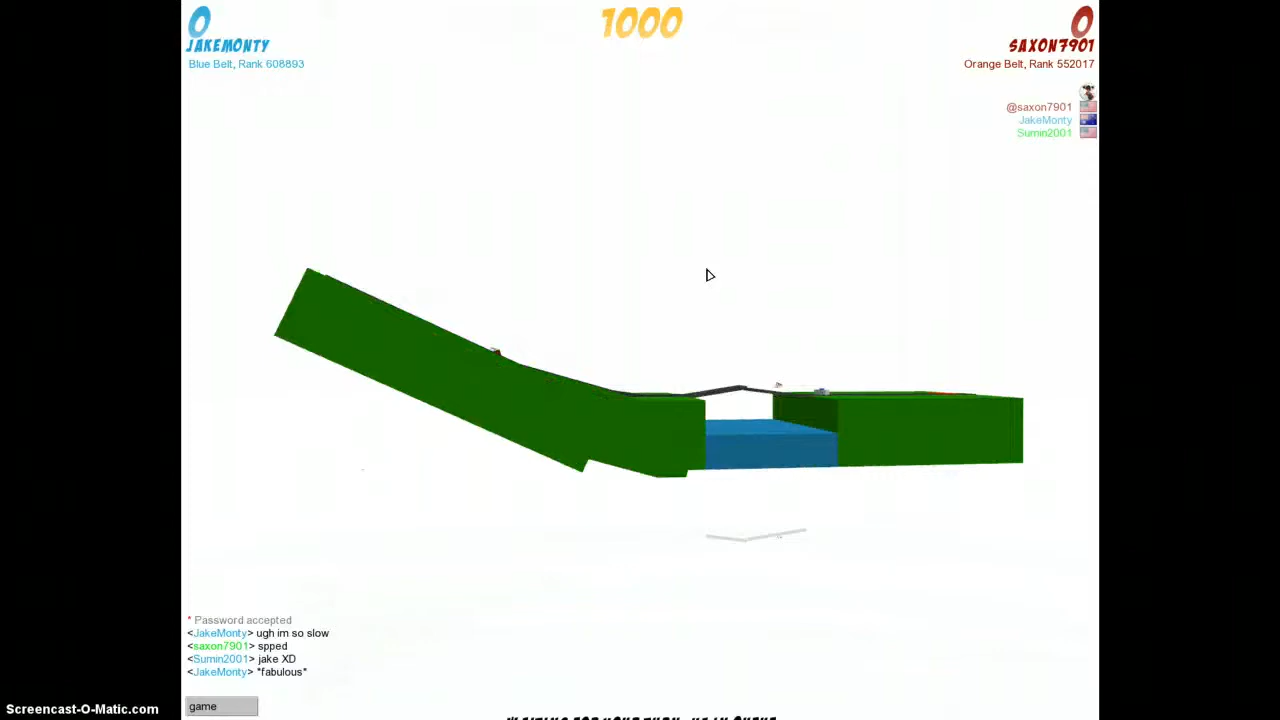 0
JAKEMONTY
Blue Belt, Rank 608893
1000
0
SAXON7901
Orange Belt, Rank 552017
@saxon7901
JakeMonty
Sumin2001
* Password accepted
<JakeMonty> ugh im so slow
<saxon7901> spped
<Sumin2001> jake XD
<JakeMonty> *fabulous*
game
Screencast-O-Matic.com